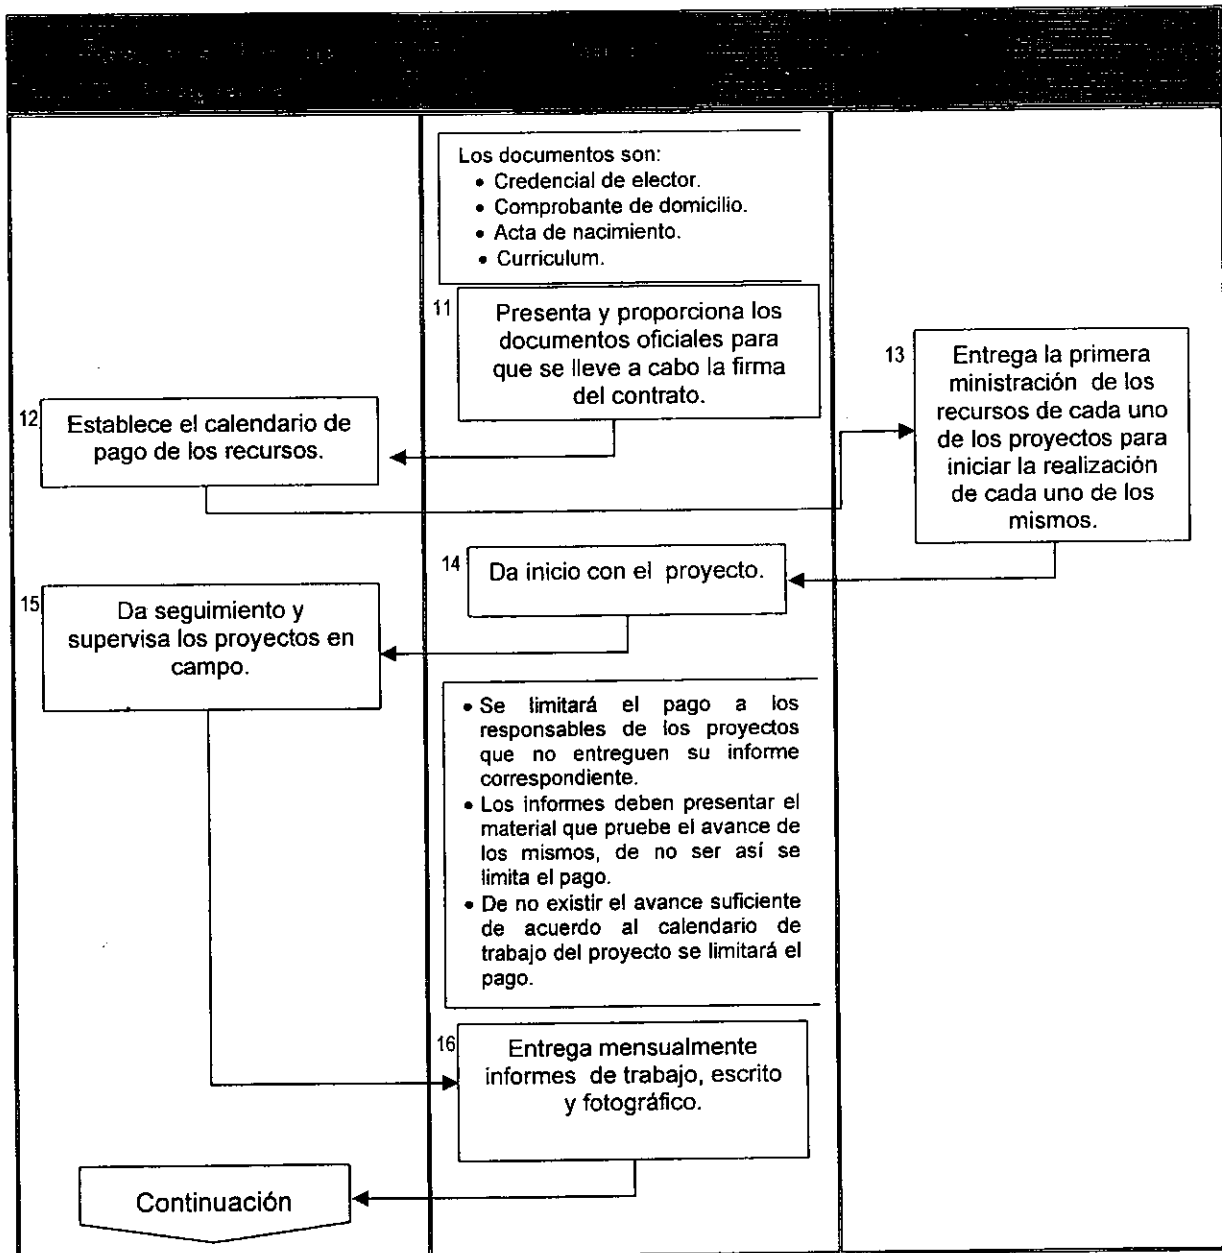 Los documentos son:
• Credencial de elector.
• Comprobante de domicilio.
• Acta de nacimiento.
• Curriculum.
11
Presenta y proporciona los
documentos oficiales para
que se lleve a cabo la firma
del contrato.
12
Establece el calendario de
pago de los recursos.
13
Entrega la primera
ministración de los
recursos de cada uno
de los proyectos para
iniciar la realización
de cada uno de los
mismos.
14
Da inicio con el proyecto.
15
Da seguimiento y
supervisa los proyectos en
campo.
• Se limitará el pago a los
responsables de los proyectos
que no entreguen su informe
correspondiente.
• Los informes deben presentar el
material que pruebe el avance de
los mismos, de no ser así se
limita el pago.
• De no existir el avance suficiente
de acuerdo al calendario de
trabajo del proyecto se limitará el
pago.
16
Entrega mensualmente
informes de trabajo, escrito
y fotográfico.
Continuación